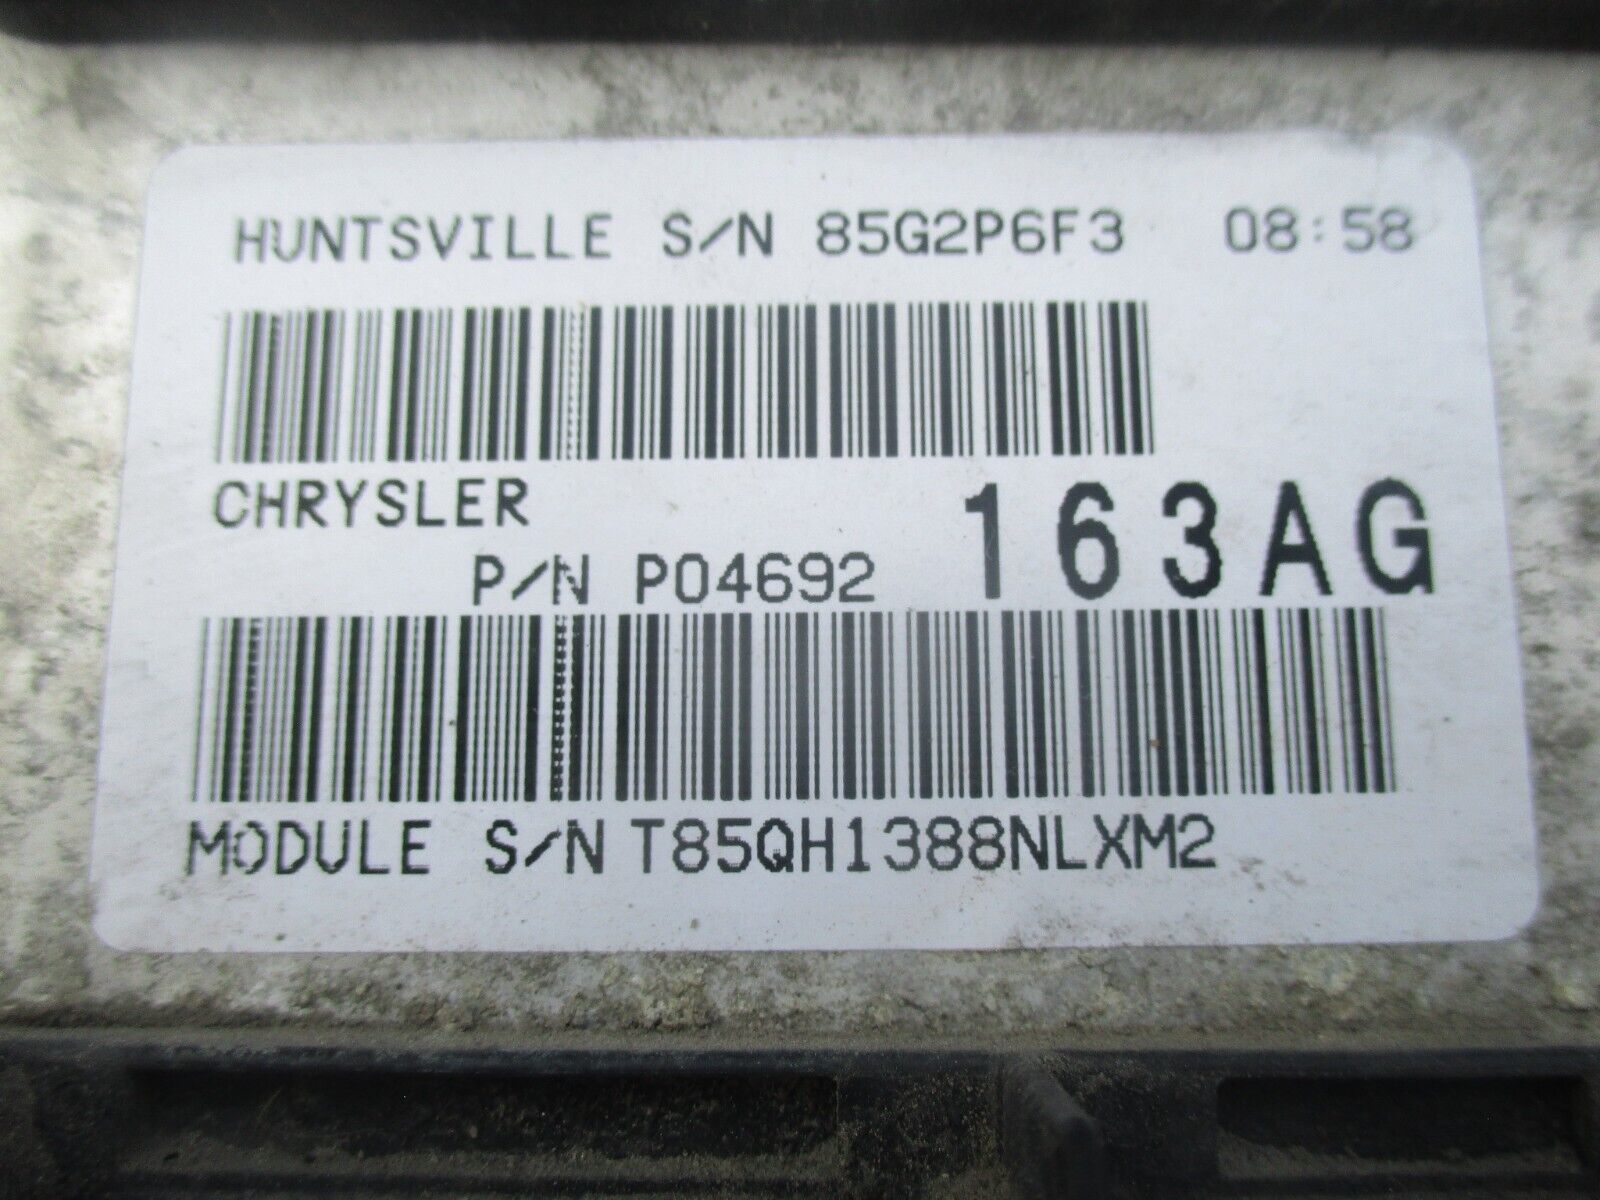 HUNTSVILLE S/N 85G2P6F3 08:58
CHRYSLER
P/N P04692 163AG
MODULE S/N T85QH1388NLXM2